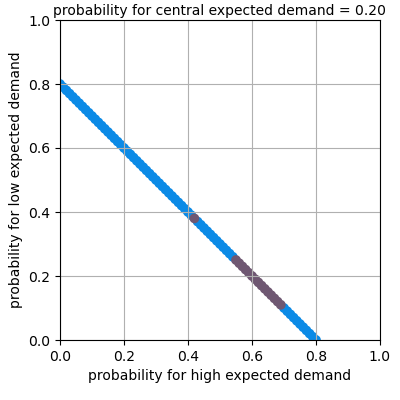 probability for central expected demand = 0.20
1.0
0.8
0.6
0.4
0.2
0.0
probability for low expected demand
0.0 0.2 0.4 0.6 0.8 1.0
probability for high expected demand